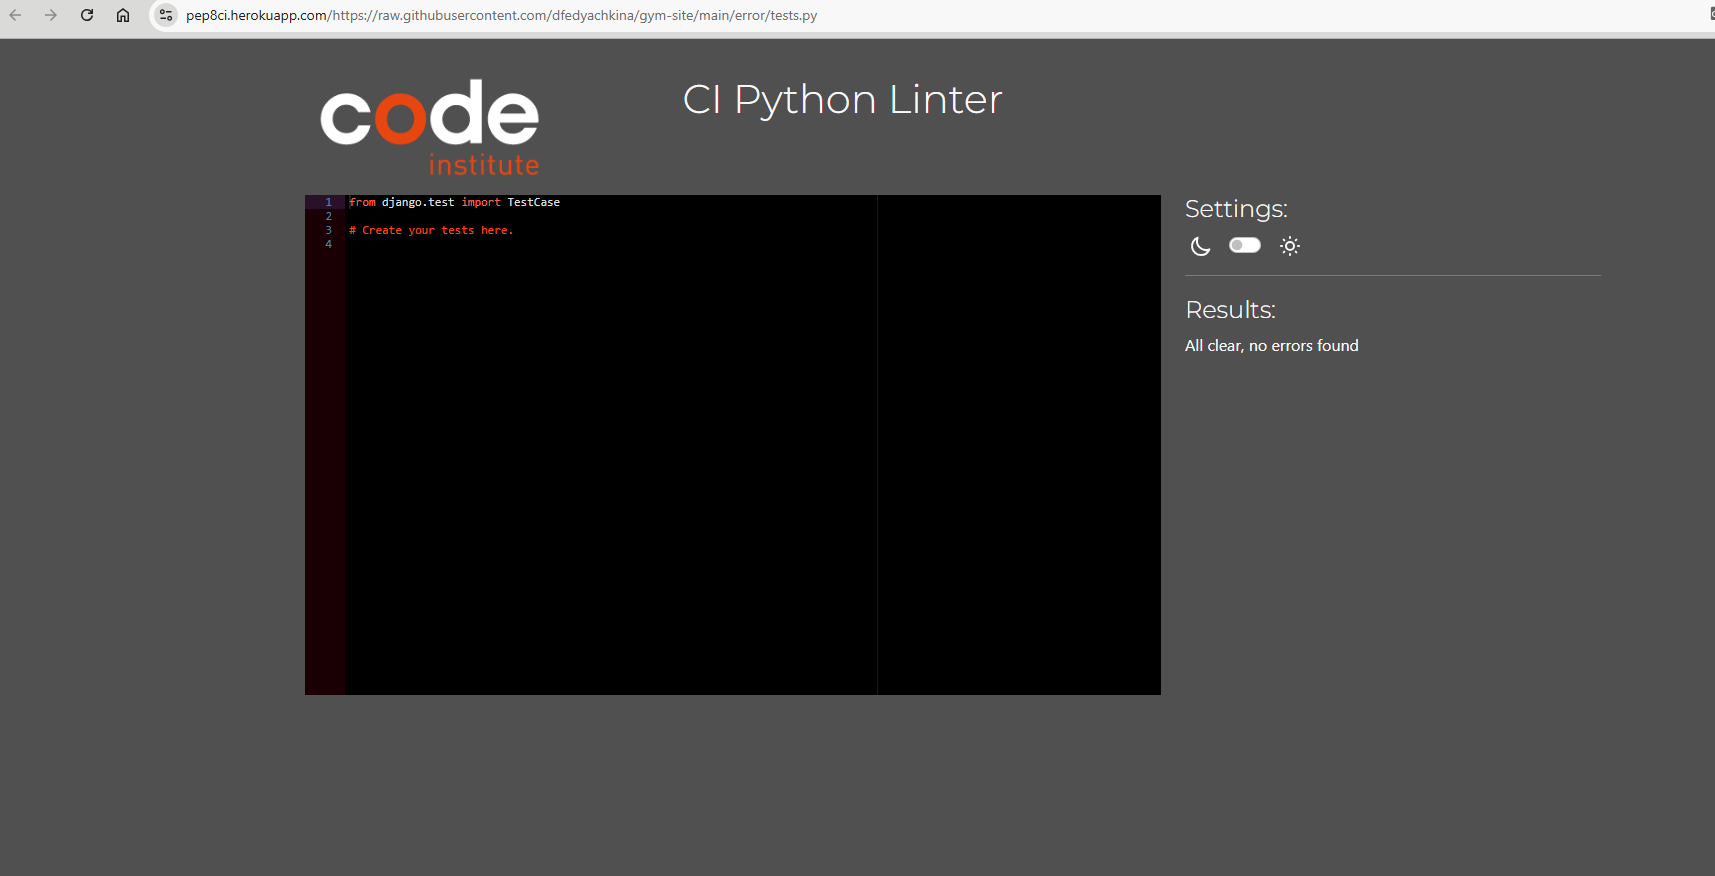 pep8ci.herokuapp.com/https://raw.githubusercontent.com/dfedyachkina/gym-site/main/error/tests.py
code
institute
CI Python Linter
1 from django.test import TestCase
2
3 # Create your tests here.
4
Settings:
Results:
All clear, no errors found